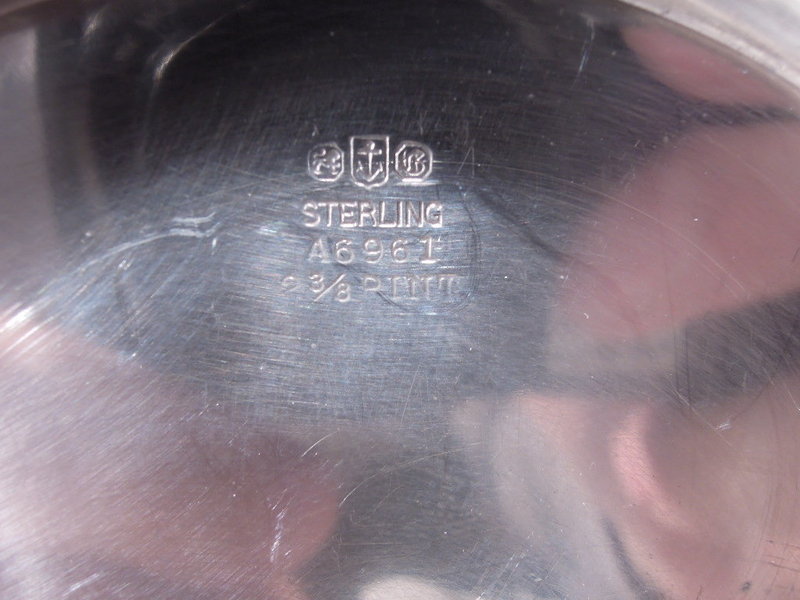 STERLING
A6961
3/8 PINT